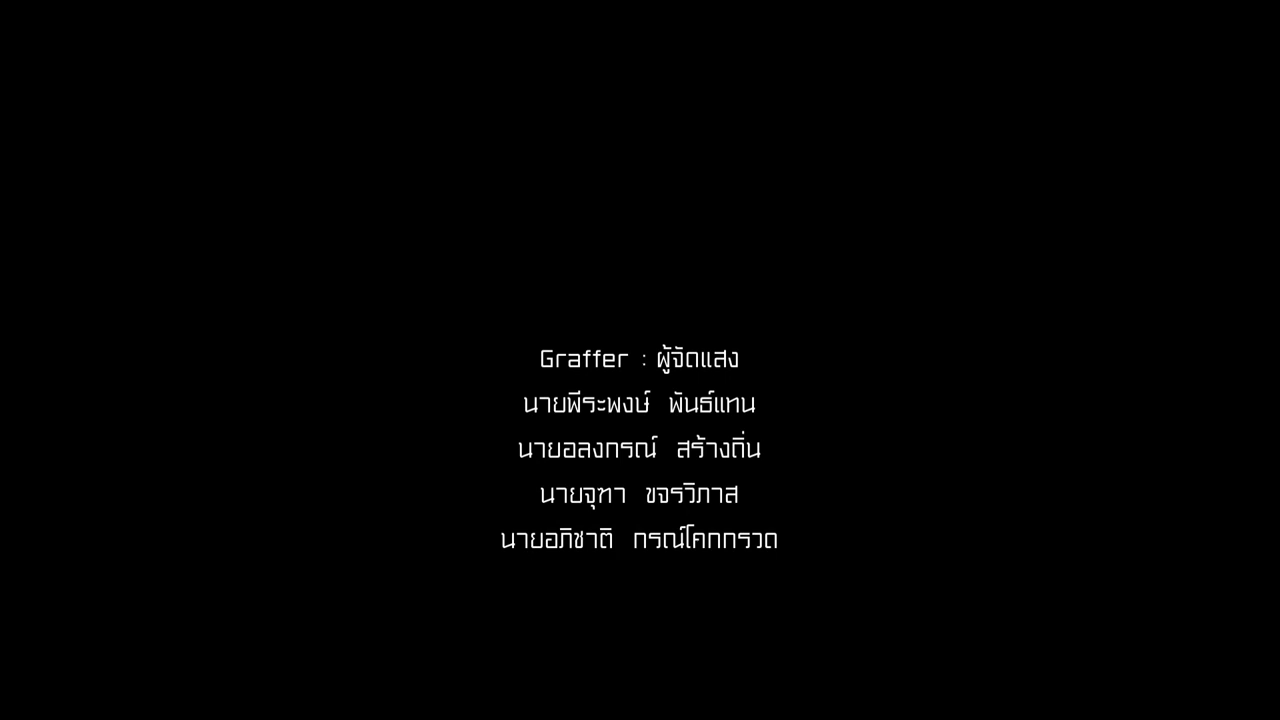 Graffer : ผู้จัดแสง
นายพีระพงษ์ พันธ์แทน
นายอลงกรณ์ สร้างถิ่น
นายจุฑา ขจรวิภาส
นายอภิชาติ กรณ์โคกกรวด